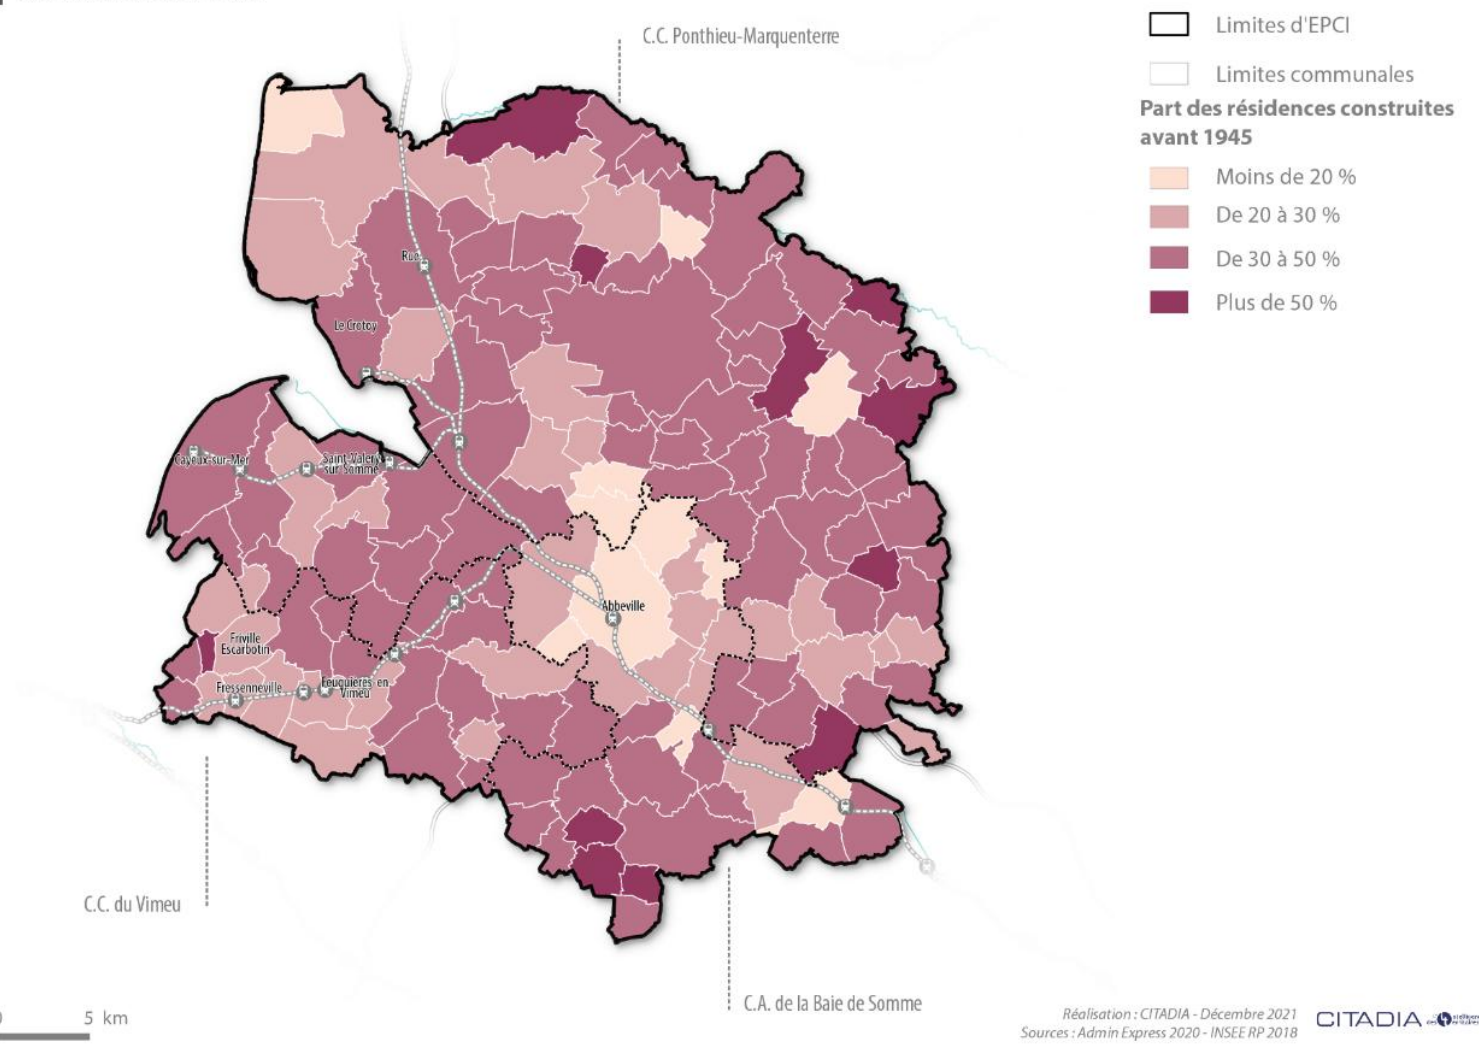 C.C. Ponthieu-Marquenterre
Limites d'EPCI
Limites communales
Part des résidences construites
avant 1945
Moins de 20 %
De 20 à 30 %
De 30 à 50 %
Plus de 50 %
Rue
Le Crotoy
Cayeux-sur-Mer
Saint-Valery
sur-Somme
Abbeville
Friville
Escarbotin
Fressenneville
Feuquières-en
Vimeu
C.C. du Vimeu
C.A. de la Baie de Somme
5 km
Réalisation : CITADIA - Décembre 2021
Sources : Admin Express 2020 - INSEE RP 2018
CITADIA